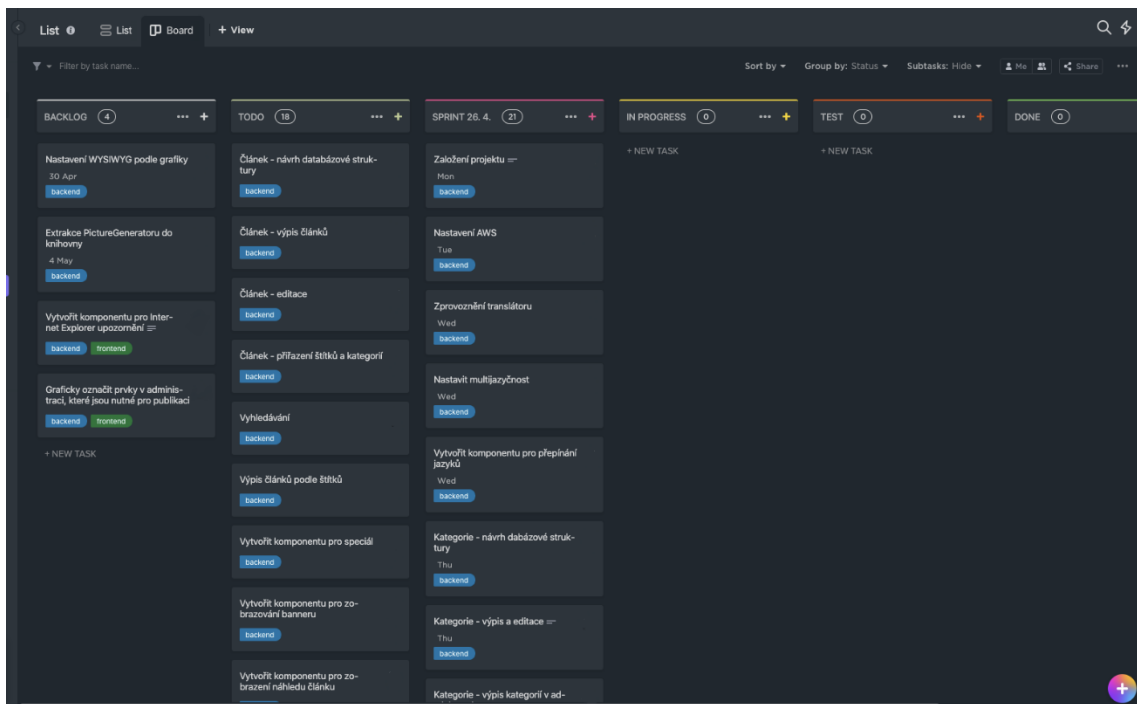 List
List
Board
+ View
Filter by task name...
Sort by
Group by: Status
Subtasks: Hide
Me
Share
BACKLOG 4
Nastavení WYSIWYG podle grafiky
30 Apr
backend
Extrakce PictureGeneratoru do
knihovny
4 May
backend
Vytvořit komponentu pro Inter-
net Explorer upozornění
backend frontend
Graficky označit prvky v adminis-
traci, které jsou nutné pro publikaci
backend frontend
+ NEW TASK
TODO 18
Článek - návrh databázové struk-
tury
backend
Článek - výpis článků
backend
Článek - editace
backend
Článek - přiřazení štítků a kategorií
backend
Vyhledávání
backend
Výpis článků podle štítků
backend
Vytvořit komponentu pro speciál
backend
Vytvořit komponentu pro zo-
brazování banneru
backend
Vytvořit komponentu pro zo-
brazení náhledu článku
SPRINT 26. 4. 21
Založení projektu
Mon
backend
Nastavení AWS
Tue
backend
Zprovoznění translátoru
Wed
backend
Nastavit multijazyčnost
Wed
backend
Vytvořit komponentu pro přepínání
jazyků
Wed
backend
Kategorie - návrh dabázové struk-
tury
Thu
backend
Kategorie - výpis a editace
Thu
backend
Kategorie - výpis kategorií v ad-
IN PROGRESS 0
+ NEW TASK
TEST 0
+ NEW TASK
DONE 0